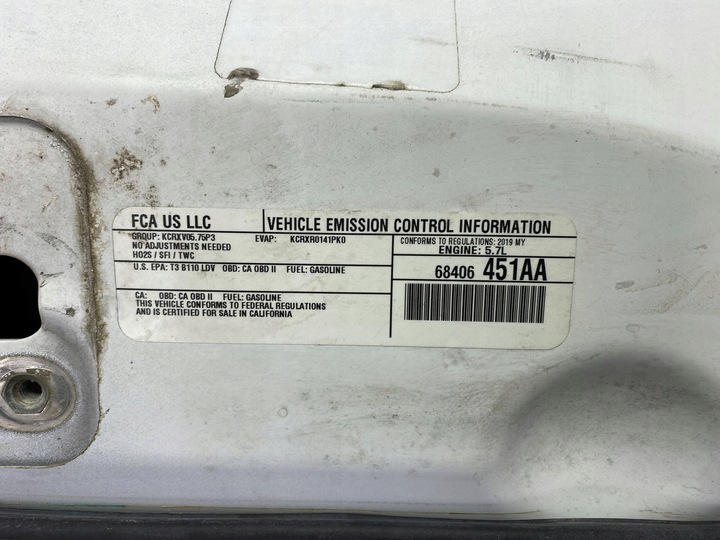 FCA US LLC
VEHICLE EMISSION CONTROL INFORMATION
GROUP: KCRXV05.75P3 EVAP: KCRXR0141PK0
NO ADJUSTMENTS NEEDED
HO2S / SFI / TWC
CONFORMS TO REGULATIONS: 2019 MY
ENGINE: 5.7L
U.S. EPA: T3 B110 LDV OBD: CA OBD II FUEL: GASOLINE
68406 451AA
CA: OBD: CA OBD II FUEL: GASOLINE
THIS VEHICLE CONFORMS TO FEDERAL REGULATIONS
AND IS CERTIFIED FOR SALE IN CALIFORNIA